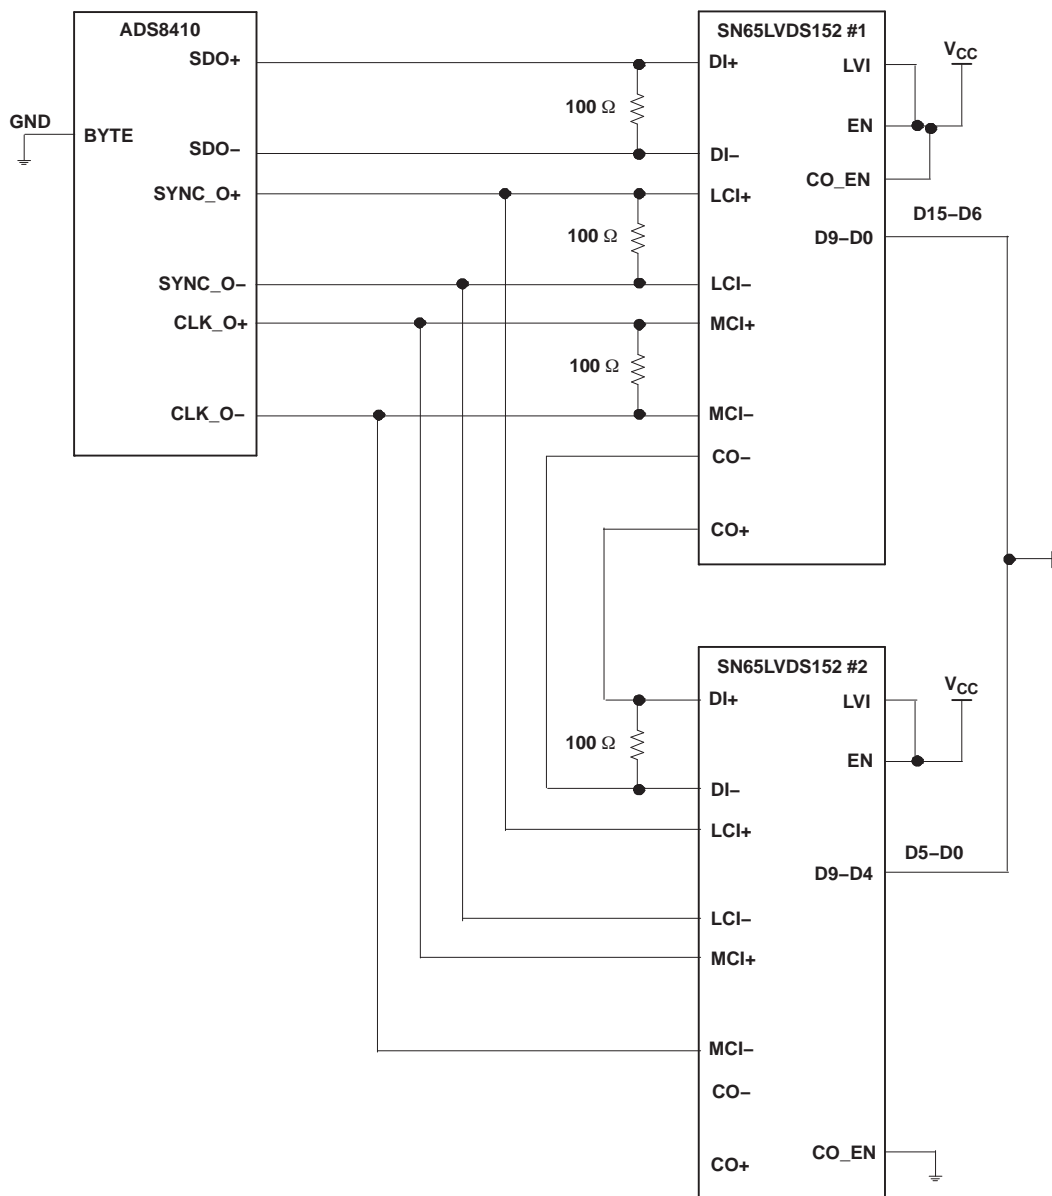 ADS8410
SDO+
GND
BYTE
SDO−
SYNC_O+
SYNC_O−
CLK_O+
CLK_O−
100 Ω
100 Ω
100 Ω
SN65LVDS152 #1
DI+
LVI
VCC
EN
DI−
CO_EN
LCI+
D15−D6
D9−D0
LCI−
MCI+
MCI−
CO−
CO+
SN65LVDS152 #2
DI+
LVI
VCC
100 Ω
EN
DI−
LCI+
D5−D0
D9−D4
LCI−
MCI+
MCI−
CO−
CO_EN
CO+